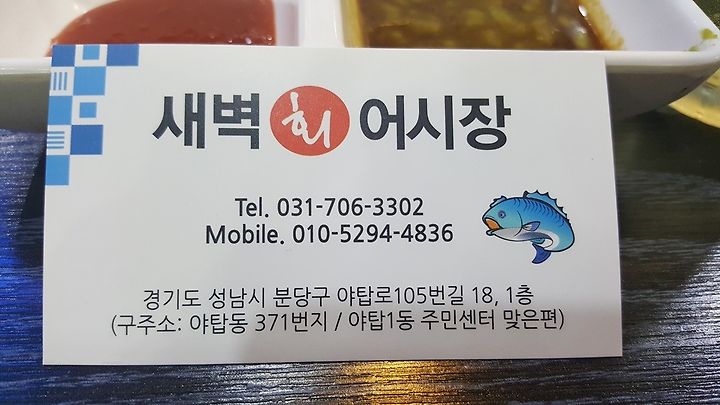 새벽 회 어시장
Tel. 031-706-3302
Mobile. 010-5294-4836
경기도 성남시 분당구 야탑로105번길 18, 1층
(구주소: 야탑동 371번지 / 야탑1동 주민센터 맞은편)